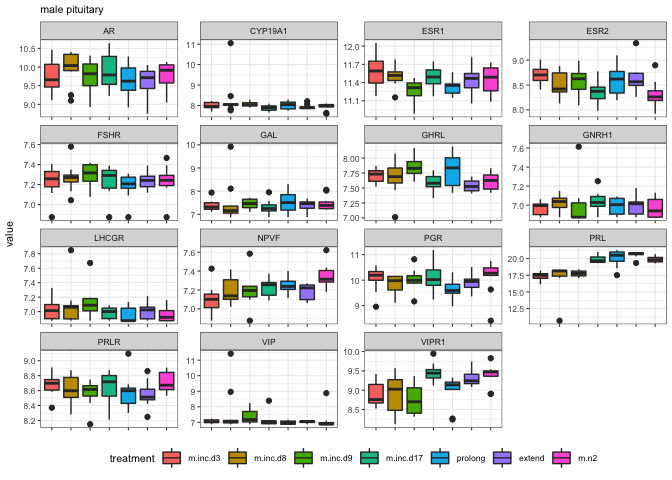 male pituitary
AR CYP19A1 ESR1 ESR2
10.5 10.0 9.5 9.0
11 10 9 8
12.0 11.7 11.4 11.1
9.0 8.5 8.0
FSHR GAL GHRL GNRH1
7.6 7.4 7.2 7.0
10 9 8 7
7.75 7.50 7.25 7.00
7.6 7.4 7.2 7.0
value
LHCGR NPVF PGR PRL
7.8 7.6 7.4 7.2 7.0
7.6 7.4 7.2 7.0
11 10 9
20.0 17.5 15.0 12.5
PRLR VIP VIPR1
9.0 8.8 8.6 8.4 8.2
11 10 9 8 7
10.0 9.5 9.0 8.5
treatment m.inc.d3 m.inc.d8 m.inc.d9 m.inc.d17 prolong extend m.n2